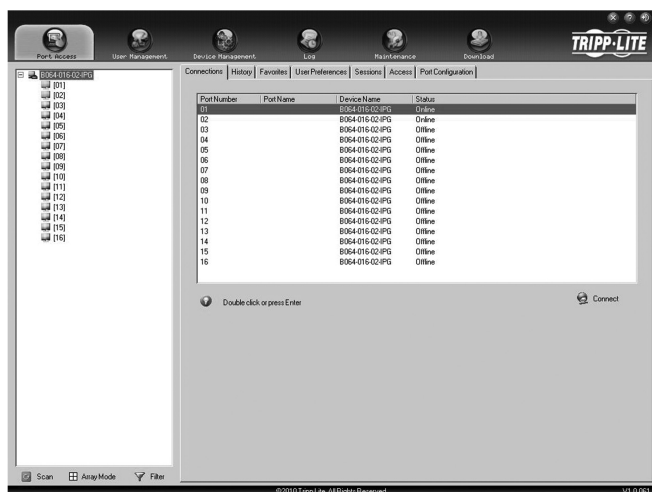 TRIPP·LITE
Port Access User Management Device Management Log Maintenance Download
Connections History Favorites User Preferences Sessions Access Port Configuration
B064-016-02-IPG
[01]
[02]
[03]
[04]
[05]
[06]
[07]
[08]
[09]
[10]
[11]
[12]
[13]
[14]
[15]
[16]
Port Number Port Name Device Name Status
01 B064-016-02-IPG Online
02 B064-016-02-IPG Online
03 B064-016-02-IPG Offline
04 B064-016-02-IPG Offline
05 B064-016-02-IPG Offline
06 B064-016-02-IPG Offline
07 B064-016-02-IPG Offline
08 B064-016-02-IPG Offline
09 B064-016-02-IPG Offline
10 B064-016-02-IPG Offline
11 B064-016-02-IPG Offline
12 B064-016-02-IPG Offline
13 B064-016-02-IPG Offline
14 B064-016-02-IPG Offline
15 B064-016-02-IPG Offline
16 B064-016-02-IPG Offline
Double click or press Enter
Connect
Scan Array Mode Filter
©2010 Tripp Lite. All Rights Reserved. V1.0.061